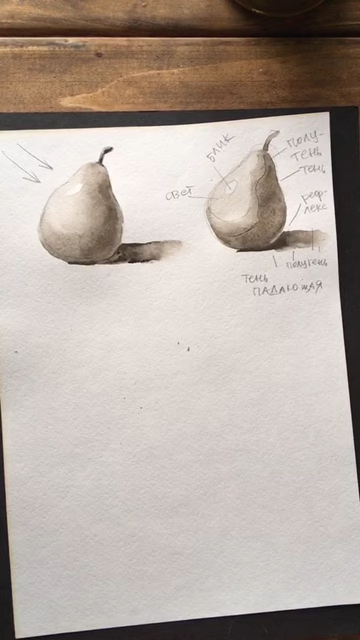 блик
полу-
тень
тень
свет
реф-
лекс
полутень
тень
падающая